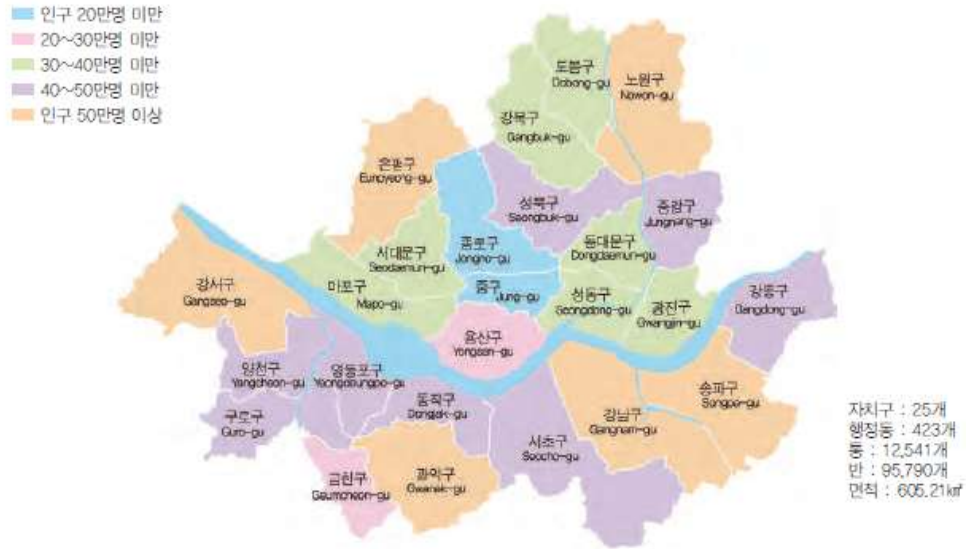 인구 20만명 미만
20~30만명 미만
30~40만명 미만
40~50만명 미만
인구 50만명 이상
도봉구
Dobong-gu
노원구
Nowon-gu
강북구
Gangbuk-gu
은평구
Eunpyeong-gu
성북구
Seongbuk-gu
중랑구
Jungnang-gu
서대문구
Seodaemun-gu
종로구
Jongno-gu
동대문구
Dongdaemun-gu
강서구
Gangseo-gu
마포구
Mapo-gu
중구
Jung-gu
성동구
Seongdong-gu
광진구
Gwangjin-gu
강동구
Gangdong-gu
용산구
Yongsan-gu
양천구
Yangcheon-gu
영등포구
Yeongdeungpo-gu
동작구
Dongjak-gu
송파구
Songpa-gu
구로구
Guro-gu
강남구
Gangnam-gu
서초구
Seocho-gu
금천구
Geumcheon-gu
관악구
Gwanak-gu
자치구 : 25개
행정동 : 423개
통 : 12,541개
반 : 95,790개
면적 : 605.21㎢